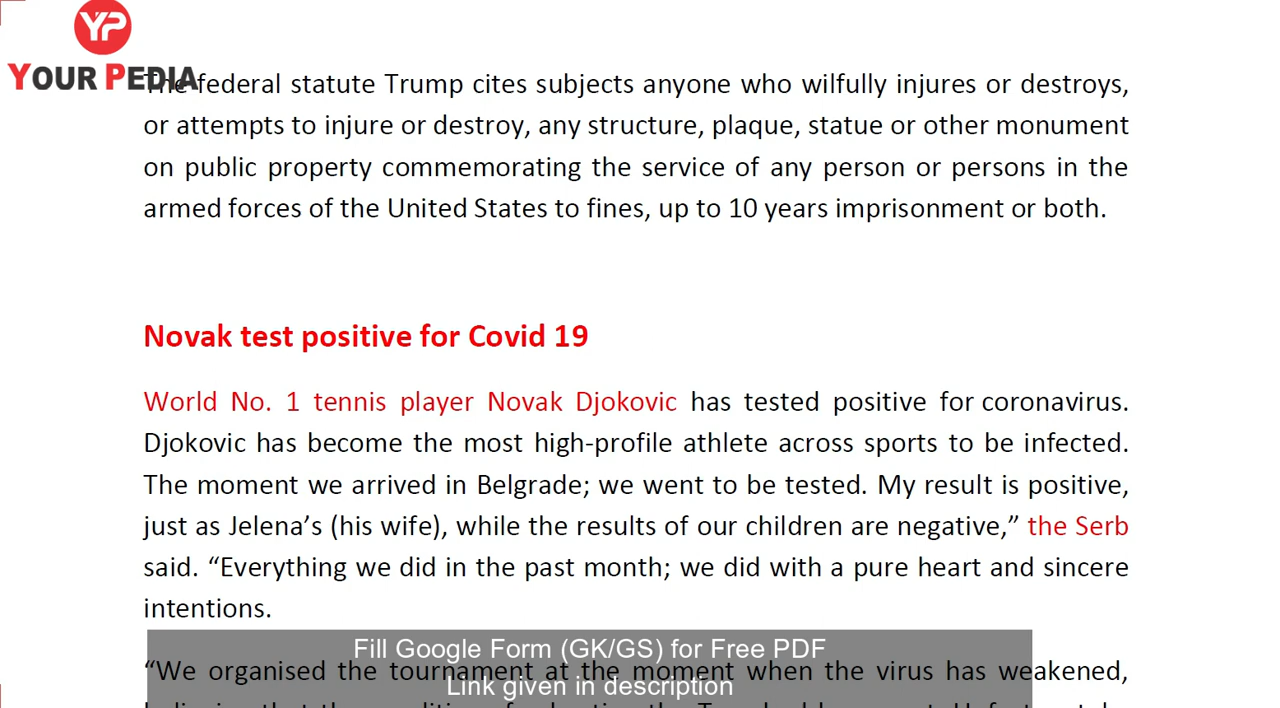 YP
YOUR PEDIA
The federal statute Trump cites subjects anyone who wilfully injures or destroys,
or attempts to injure or destroy, any structure, plaque, statue or other monument
on public property commemorating the service of any person or persons in the
armed forces of the United States to fines, up to 10 years imprisonment or both.
Novak test positive for Covid 19
World No. 1 tennis player Novak Djokovic has tested positive for coronavirus.
Djokovic has become the most high-profile athlete across sports to be infected.
The moment we arrived in Belgrade; we went to be tested. My result is positive,
just as Jelena’s (his wife), while the results of our children are negative,” the Serb
said. “Everything we did in the past month; we did with a pure heart and sincere
intentions.
Fill Google Form (GK/GS) for Free PDF
“We organised the tournament at the moment when the virus has weakened,
Link given in description